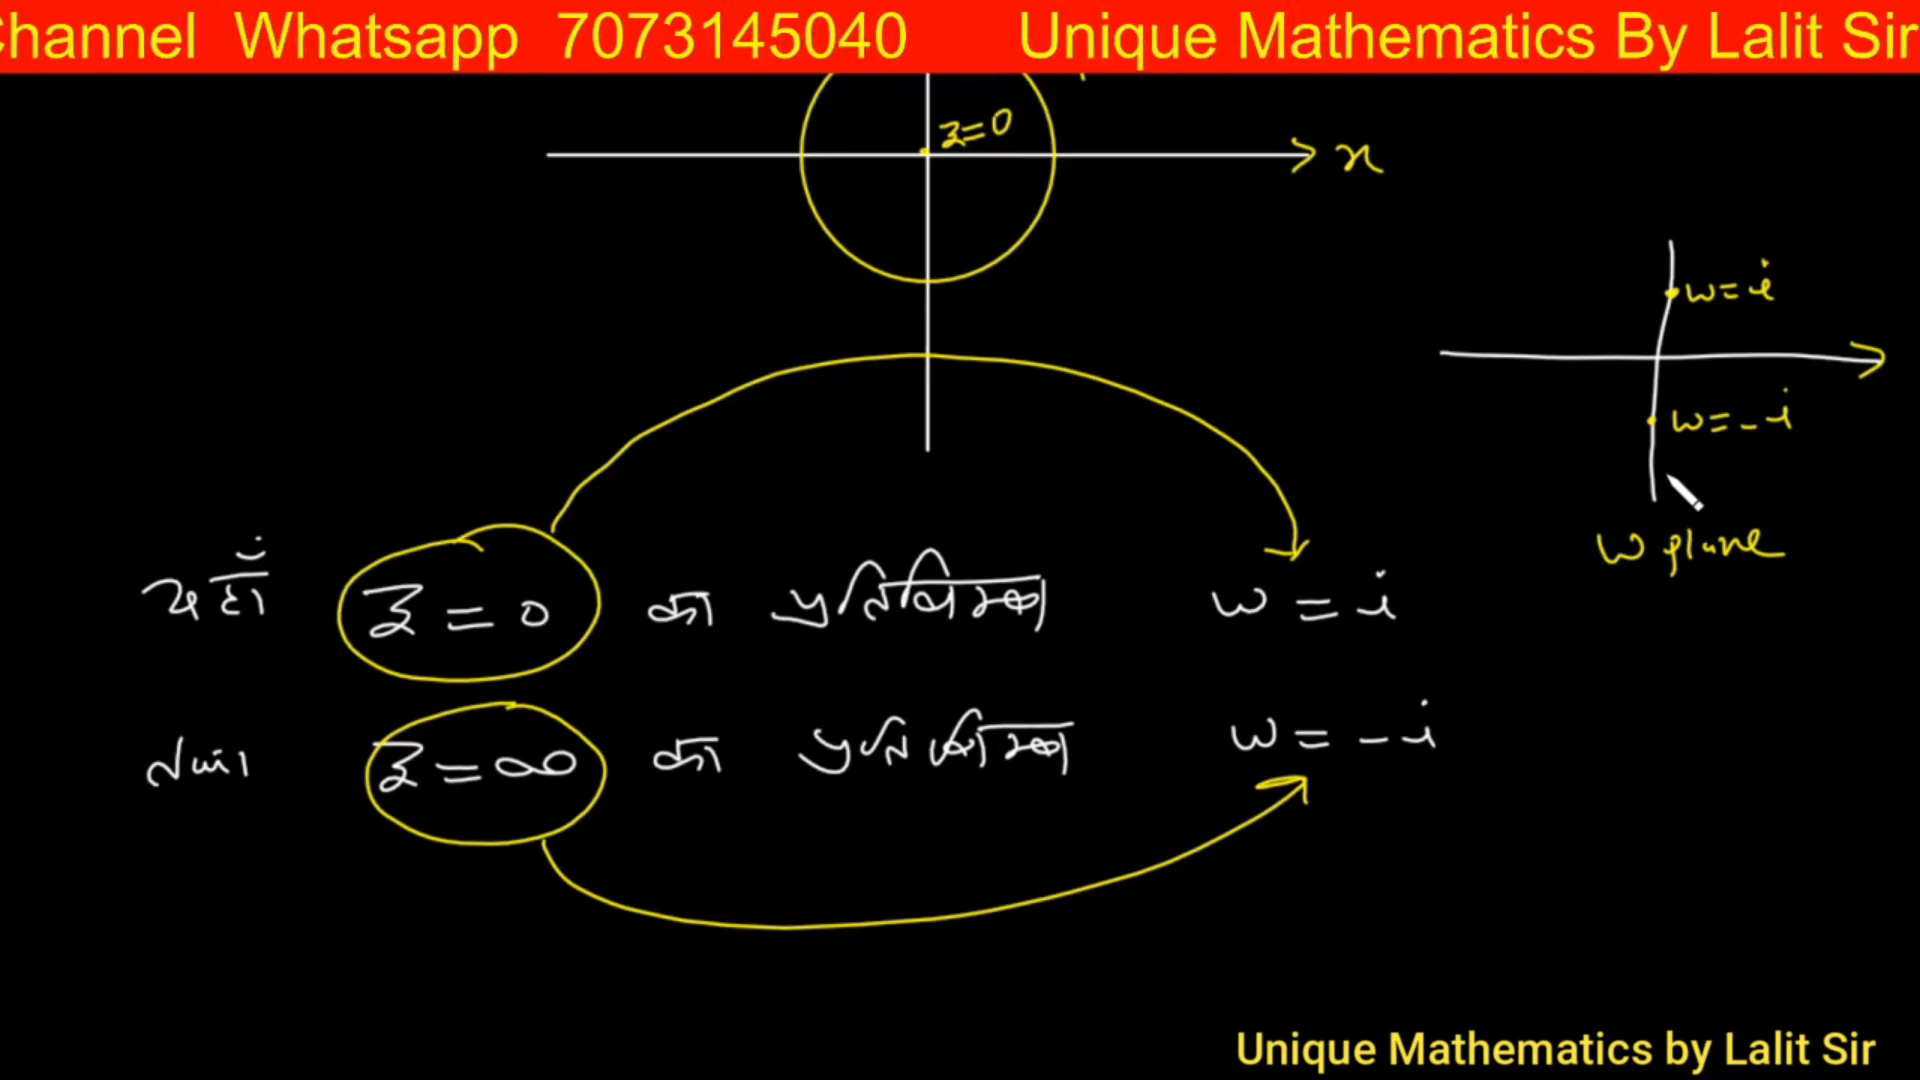 Channel Whatsapp 7073145040 Unique Mathematics By Lalit Sir
z=0
x
w=i
w=-i
w plane
यहाँ z=0 का प्रतिबिम्ब w=i
तथा z=∞ का प्रतिबिम्ब w=-i
Unique Mathematics by Lalit Sir